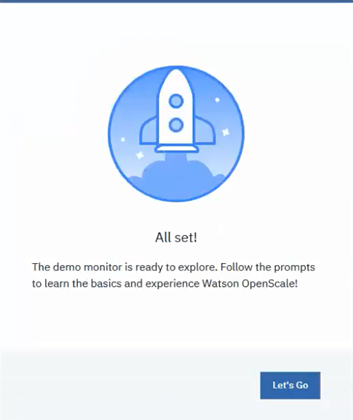 All set!
The demo monitor is ready to explore. Follow the prompts
to learn the basics and experience Watson OpenScale!
Let's Go